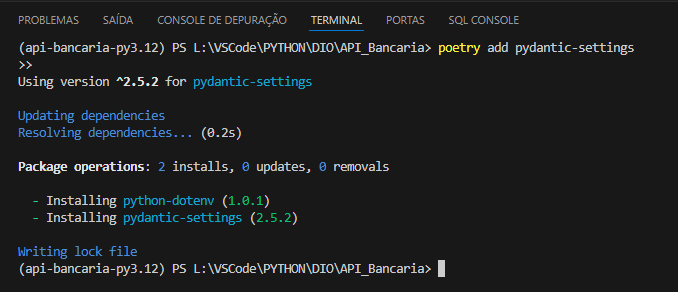 PROBLEMAS SAÍDA CONSOLE DE DEPURAÇÃO TERMINAL PORTAS SQL CONSOLE
(api-bancaria-py3.12) PS L:\VSCode\PYTHON\DIO\API_Bancaria> poetry add pydantic-settings
>>
Using version ^2.5.2 for pydantic-settings
Updating dependencies
Resolving dependencies... (0.2s)
Package operations: 2 installs, 0 updates, 0 removals
- Installing python-dotenv (1.0.1)
- Installing pydantic-settings (2.5.2)
Writing lock file
(api-bancaria-py3.12) PS L:\VSCode\PYTHON\DIO\API_Bancaria>